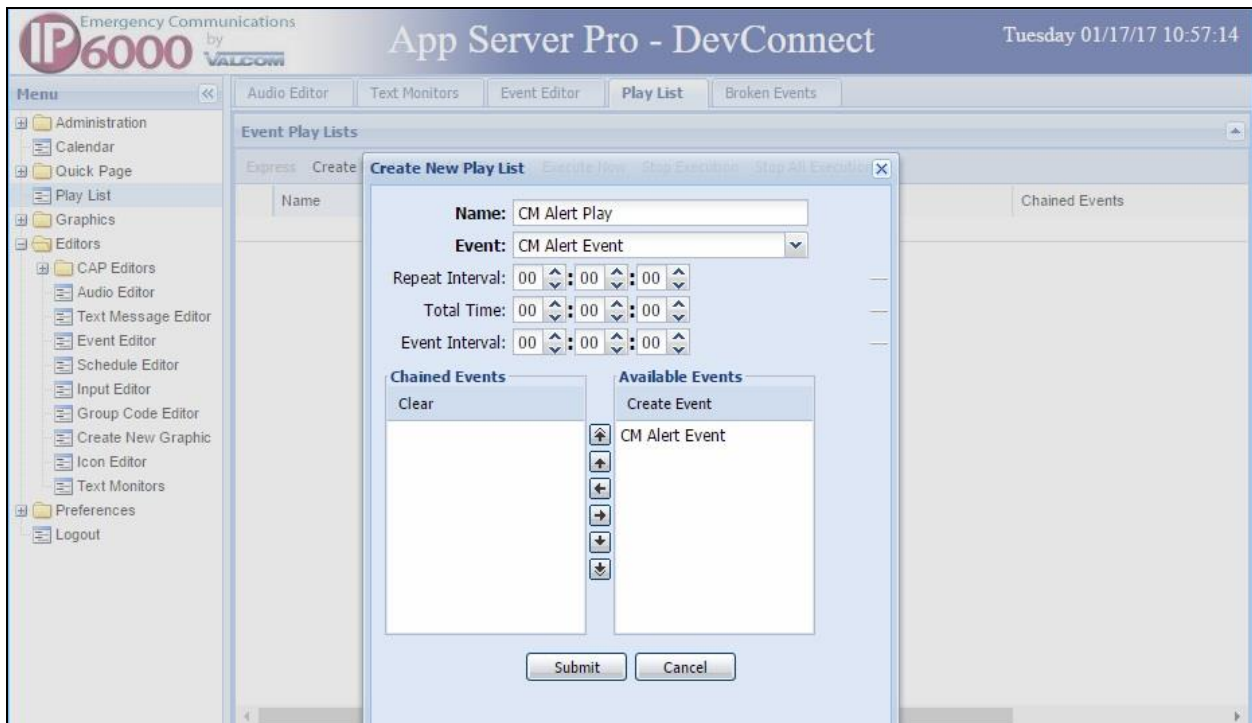 Emergency Communications
IP 6000 by VALCOM
App Server Pro - DevConnect
Tuesday 01/17/17 10:57:14
Menu
Administration
Calendar
Quick Page
Play List
Graphics
Editors
CAP Editors
Audio Editor
Text Message Editor
Event Editor
Schedule Editor
Input Editor
Group Code Editor
Create New Graphic
Icon Editor
Text Monitors
Preferences
Logout
Audio Editor Text Monitors Event Editor Play List Broken Events
Event Play Lists
Express Create Execute Now Stop Execution Stop All Execution
Name Chained Events
Create New Play List
Name: CM Alert Play
Event: CM Alert Event
Repeat Interval: 00 : 00 : 00
Total Time: 00 : 00 : 00
Event Interval: 00 : 00 : 00
Chained Events
Clear
Available Events
Create Event
CM Alert Event
Submit Cancel